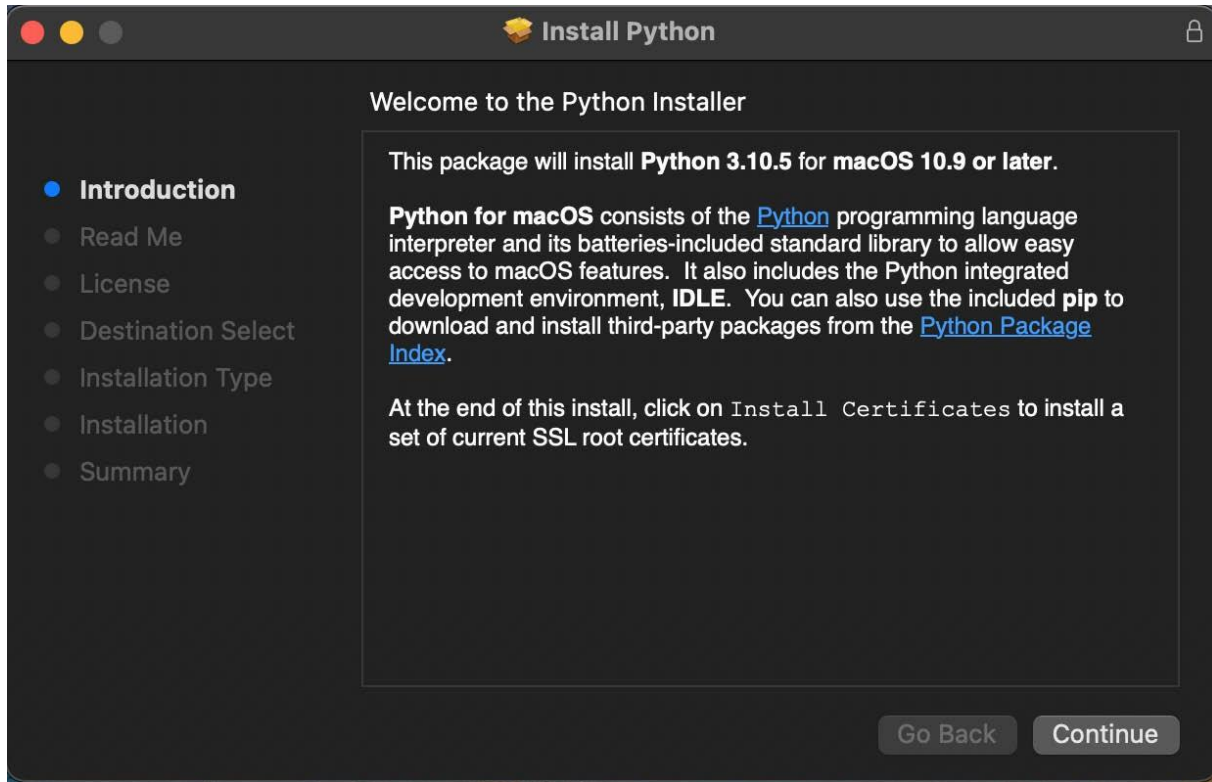 Install Python
Welcome to the Python Installer
Introduction
Read Me
License
Destination Select
Installation Type
Installation
Summary
This package will install Python 3.10.5 for macOS 10.9 or later.
Python for macOS consists of the Python programming language
interpreter and its batteries-included standard library to allow easy
access to macOS features.  It also includes the Python integrated
development environment, IDLE.  You can also use the included pip to
download and install third-party packages from the Python Package
Index.
At the end of this install, click on Install Certificates to install a
set of current SSL root certificates.
Go Back
Continue